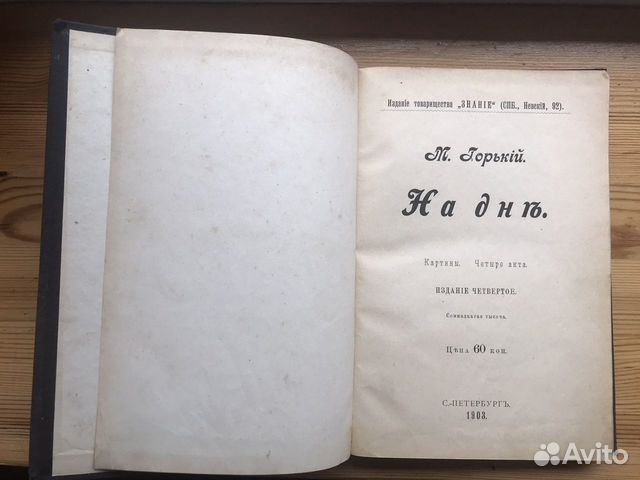 Изданіе товарищества „ЗНАНІЕ“ (СПБ., Невскій, 92).
М. Горькій.
На днѣ.
Картины. Четыре акта.
ИЗДАНІЕ ЧЕТВЕРТОЕ.
тысяча.
Цѣна 60 коп.
С.-ПЕТЕРБУРГЪ.
1903.
Avito